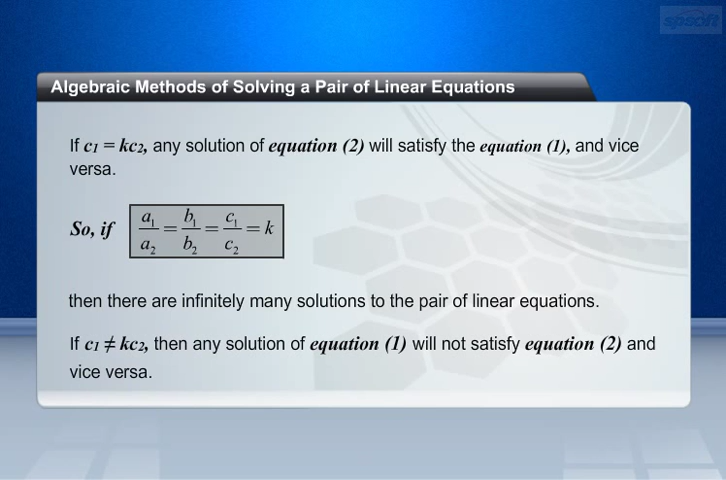 spsoft
Algebraic Methods of Solving a Pair of Linear Equations
If c1 = kc2, any solution of equation (2) will satisfy the equation (1), and vice
versa.
So, if a₁/a₂ = b₁/b₂ = c₁/c₂ = k
then there are infinitely many solutions to the pair of linear equations.
If c1 ≠ kc2, then any solution of equation (1) will not satisfy equation (2) and
vice versa.